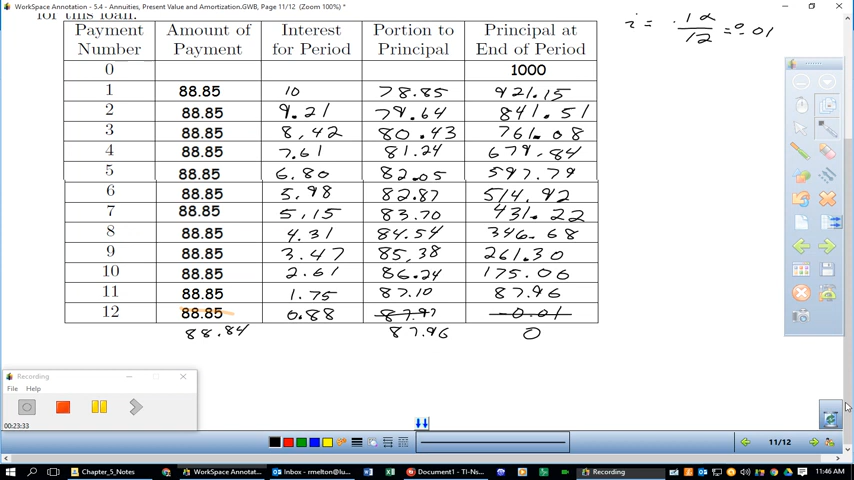 WorkSpace Annotation - 5.4 - Annuities, Present Value and Amortization.GWB, Page 11/12 (Zoom 100%) *
for this loan.
i = .12/12 = 0.01
Payment Number Amount of Payment Interest for Period Portion to Principal Principal at End of Period
0 1000
1 88.85 10 78.85 921.15
2 88.85 9.21 79.64 841.51
3 88.85 8,42 80.43 761.08
4 88.85 7.61 81.24 679.84
5 88.85 6.80 82.05 597.79
6 88.85 5.98 82.87 514.92
7 88.85 5.15 83.70 431.22
8 88.85 4.31 84.54 346.68
9 88.85 3.47 85,38 261.30
10 88.85 2.61 86.24 175.06
11 88.85 1.75 87.10 87.96
12 88.85 0.88 87.97 -0.01
88.84 87.96 0
Recording
File Help
00:23:33
11/12
Chapter_5_Notes
WorkSpace Annotat...
Inbox - rmelton@lu...
Document1 - TI-Ns...
Recording
11:46 AM